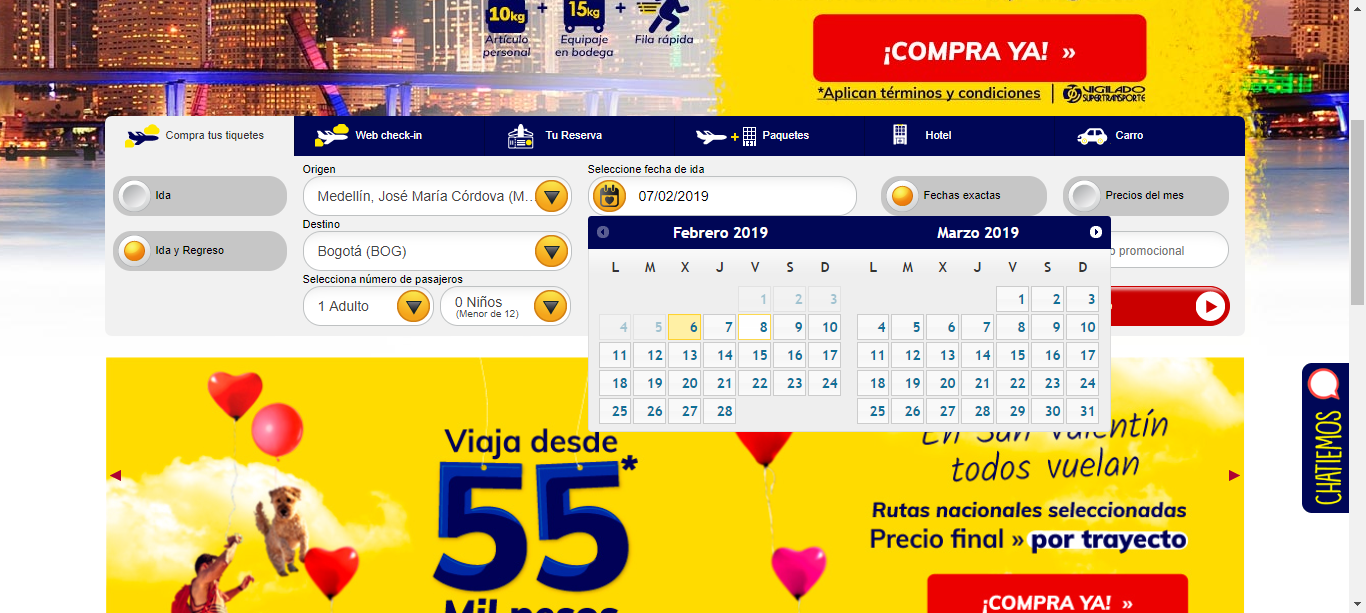 10kg + 15kg +
Artículo personal
Equipaje en bodega
Fila rápida
¡COMPRA YA! »
*Aplican términos y condiciones | VIGILADO SUPERTRANSPORTE
Compra tus tiquetes
Web check-in
Tu Reserva
+ Paquetes
Hotel
Carro
Ida
Ida y Regreso
Origen
Medellín, José María Córdova (M...
Destino
Bogotá (BOG)
Selecciona número de pasajeros
1 Adulto
0 Niños
(Menor de 12)
Seleccione fecha de ida
07/02/2019
Fechas exactas
Precios del mes
o promocional
Febrero 2019
L M X J V S D
1 2 3
4 5 6 7 8 9 10
11 12 13 14 15 16 17
18 19 20 21 22 23 24
25 26 27 28
Marzo 2019
L M X J V S D
1 2 3
4 5 6 7 8 9 10
11 12 13 14 15 16 17
18 19 20 21 22 23 24
25 26 27 28 29 30 31
Viaja desde
55*
Mil pesos
En San Valentín
todos vuelan
Rutas nacionales seleccionadas
Precio final » por trayecto
¡COMPRA YA! »
CHATIEMOS